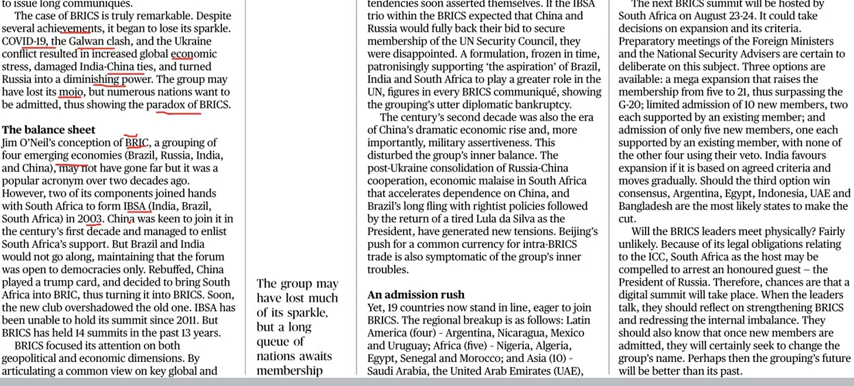 to issue long communiqués.
The case of BRICS is truly remarkable. Despite
several achievements, it began to lose its sparkle.
COVID-19, the Galwan clash, and the Ukraine
conflict resulted in increased global economic
stress, damaged India-China ties, and turned
Russia into a diminishing power. The group may
have lost its mojo, but numerous nations want to
be admitted, thus showing the paradox of BRICS.
The balance sheet
Jim O'Neil's conception of BRIC, a grouping of
four emerging economies (Brazil, Russia, India,
and China), may not have gone far but it was a
popular acronym over two decades ago.
However, two of its components joined hands
with South Africa to form IBSA (India, Brazil,
South Africa) in 2003. China was keen to join it in
the century's first decade and managed to enlist
South Africa's support. But Brazil and India
would not go along, maintaining that the forum
was open to democracies only. Rebuffed, China
played a trump card, and decided to bring South
Africa into BRIC, thus turning it into BRICS. Soon,
the new club overshadowed the old one. IBSA has
been unable to hold its summit since 2011. But
BRICS has held 14 summits in the past 13 years.
BRICS focused its attention on both
geopolitical and economic dimensions. By
articulating a common view on key global and
The group may
have lost much
of its sparkle,
but a long
queue of
nations awaits
membership
tendencies soon asserted themselves. If the IBSA
trio within the BRICS expected that China and
Russia would fully back their bid to secure
membership of the UN Security Council, they
were disappointed. A formulation, frozen in time,
patronisingly supporting 'the aspiration' of Brazil,
India and South Africa to play a greater role in the
UN, figures in every BRICS communiqué, showing
the grouping's utter diplomatic bankruptcy.
The century's second decade was also the era
of China's dramatic economic rise and, more
importantly, military assertiveness. This
disturbed the group's inner balance. The
post-Ukraine consolidation of Russia-China
cooperation, economic malaise in South Africa
that accelerates dependence on China, and
Brazil's long fling with rightist policies followed
by the return of a tired Lula da Silva as the
President, have generated new tensions. Beijing's
push for a common currency for intra-BRICS
trade is also symptomatic of the group's inner
troubles.
An admission rush
Yet, 19 countries now stand in line, eager to join
BRICS. The regional breakup is as follows: Latin
America (four) - Argentina, Nicaragua, Mexico
and Uruguay; Africa (five) - Nigeria, Algeria,
Egypt, Senegal and Morocco; and Asia (10) -
Saudi Arabia, the United Arab Emirates (UAE),
The next BRICS summit will be hosted by
South Africa on August 23-24. It could take
decisions on expansion and its criteria.
Preparatory meetings of the Foreign Ministers
and the National Security Advisers are certain to
deliberate on this subject. Three options are
available: a mega expansion that raises the
membership from five to 21, thus surpassing the
G-20; limited admission of 10 new members, two
each supported by an existing member; and
admission of only five new members, one each
supported by an existing member, with none of
the other four using their veto. India favours
expansion if it is based on agreed criteria and
moves gradually. Should the third option win
consensus, Argentina, Egypt, Indonesia, UAE and
Bangladesh are the most likely states to make the
cut.
Will the BRICS leaders meet physically? Fairly
unlikely. Because of its legal obligations relating
to the ICC, South Africa as the host may be
compelled to arrest an honoured guest – the
President of Russia. Therefore, chances are that a
digital summit will take place. When the leaders
talk, they should reflect on strengthening BRICS
and redressing the internal imbalance. They
should also know that once new members are
admitted, they will certainly seek to change the
group's name. Perhaps then the grouping's future
will be better than its past.